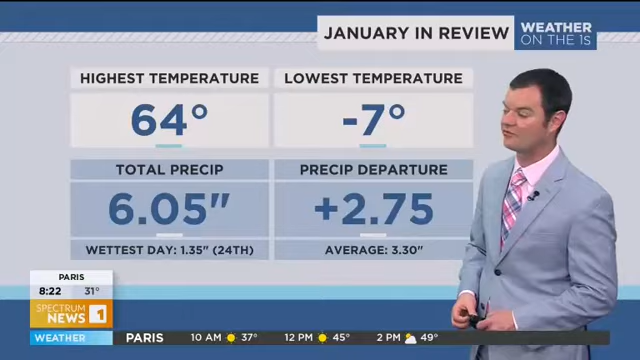 JANUARY IN REVIEW
WEATHER
ON THE 1s
HIGHEST TEMPERATURE
64°
LOWEST TEMPERATURE
-7°
TOTAL PRECIP
6.05"
WETTEST DAY: 1.35" (24TH)
PRECIP DEPARTURE
+2.75
AVERAGE: 3.30"
PARIS
8:22 31°
SPECTRUM
NEWS 1
WEATHER
PARIS 10 AM 37° 12 PM 45° 2 PM 49°